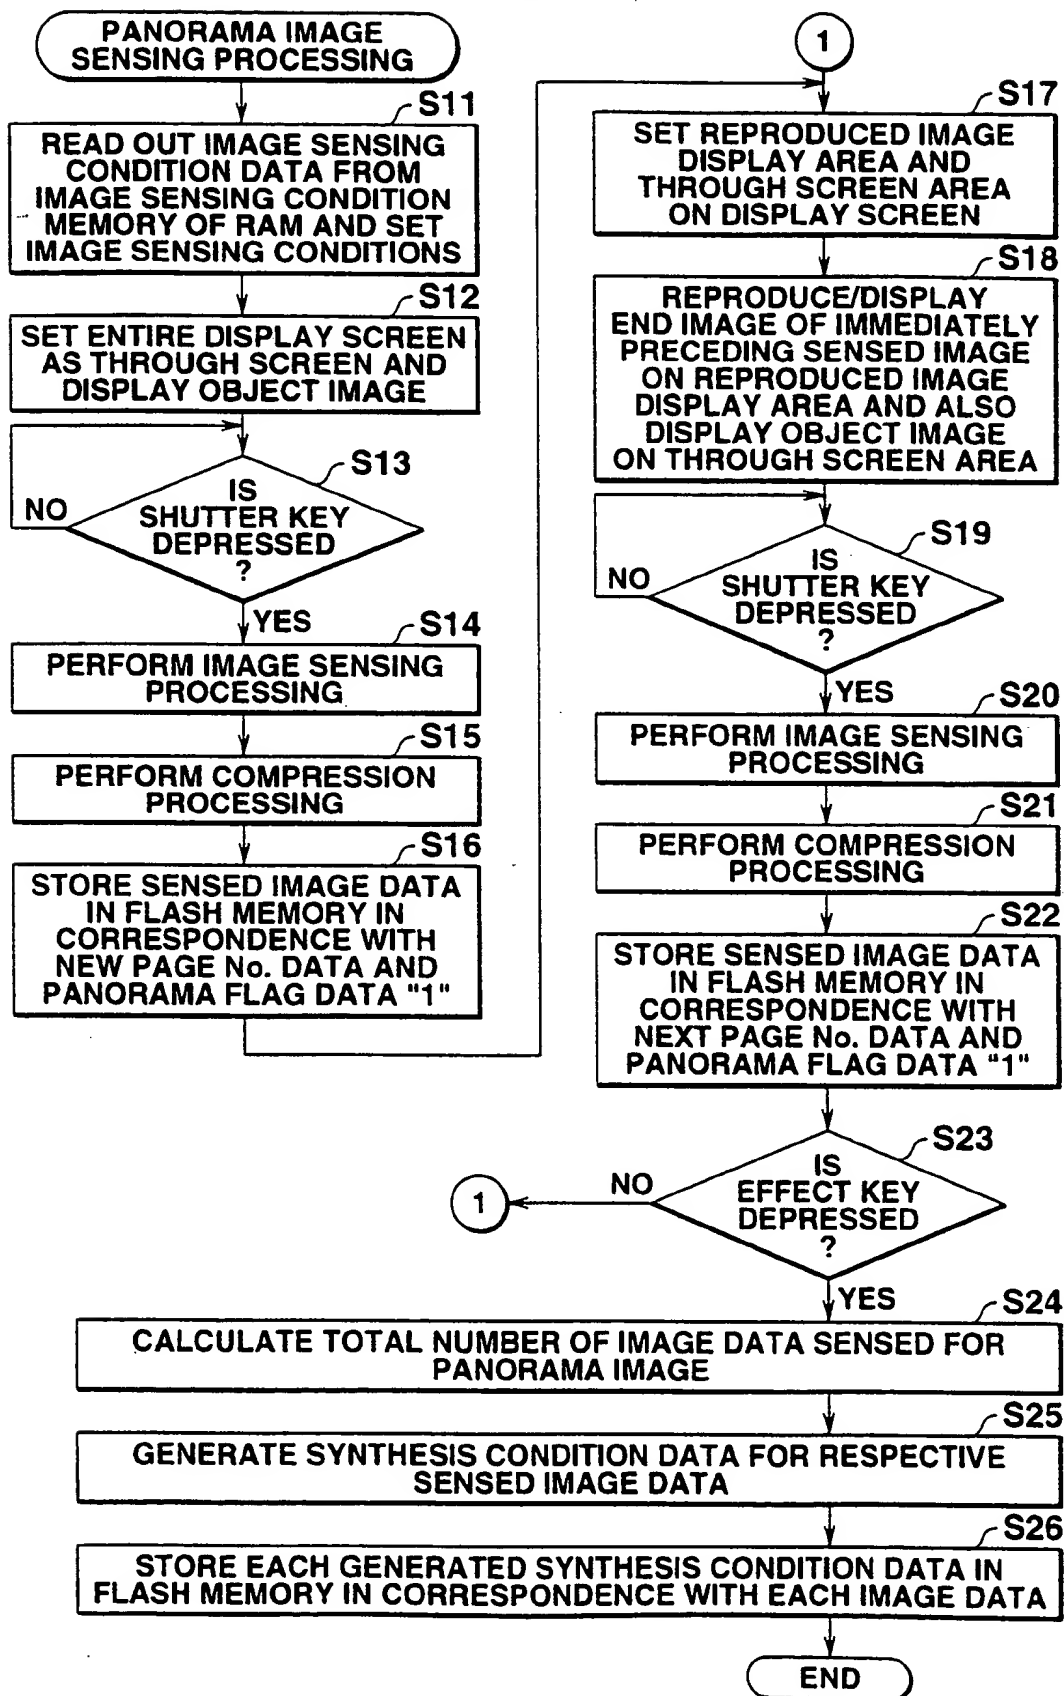 PANORAMA IMAGE
SENSING PROCESSING
S11
READ OUT IMAGE SENSING
CONDITION DATA FROM
IMAGE SENSING CONDITION
MEMORY OF RAM AND SET
IMAGE SENSING CONDITIONS
S12
SET ENTIRE DISPLAY SCREEN
AS THROUGH SCREEN AND
DISPLAY OBJECT IMAGE
S13
IS
SHUTTER KEY
DEPRESSED
?
NO
YES
S14
PERFORM IMAGE SENSING
PROCESSING
S15
PERFORM COMPRESSION
PROCESSING
S16
STORE SENSED IMAGE DATA
IN FLASH MEMORY IN
CORRESPONDENCE WITH
NEW PAGE No. DATA AND
PANORAMA FLAG DATA "1"
1
S17
SET REPRODUCED IMAGE
DISPLAY AREA AND
THROUGH SCREEN AREA
ON DISPLAY SCREEN
S18
REPRODUCE/DISPLAY
END IMAGE OF IMMEDIATELY
PRECEDING SENSED IMAGE
ON REPRODUCED IMAGE
DISPLAY AREA AND ALSO
DISPLAY OBJECT IMAGE
ON THROUGH SCREEN AREA
S19
IS
SHUTTER KEY
DEPRESSED
?
NO
YES
S20
PERFORM IMAGE SENSING
PROCESSING
S21
PERFORM COMPRESSION
PROCESSING
S22
STORE SENSED IMAGE DATA
IN FLASH MEMORY IN
CORRESPONDENCE WITH
NEXT PAGE No. DATA AND
PANORAMA FLAG DATA "1"
S23
IS
EFFECT KEY
DEPRESSED
?
NO
1
YES
S24
CALCULATE TOTAL NUMBER OF IMAGE DATA SENSED FOR
PANORAMA IMAGE
S25
GENERATE SYNTHESIS CONDITION DATA FOR RESPECTIVE
SENSED IMAGE DATA
S26
STORE EACH GENERATED SYNTHESIS CONDITION DATA IN
FLASH MEMORY IN CORRESPONDENCE WITH EACH IMAGE DATA
END